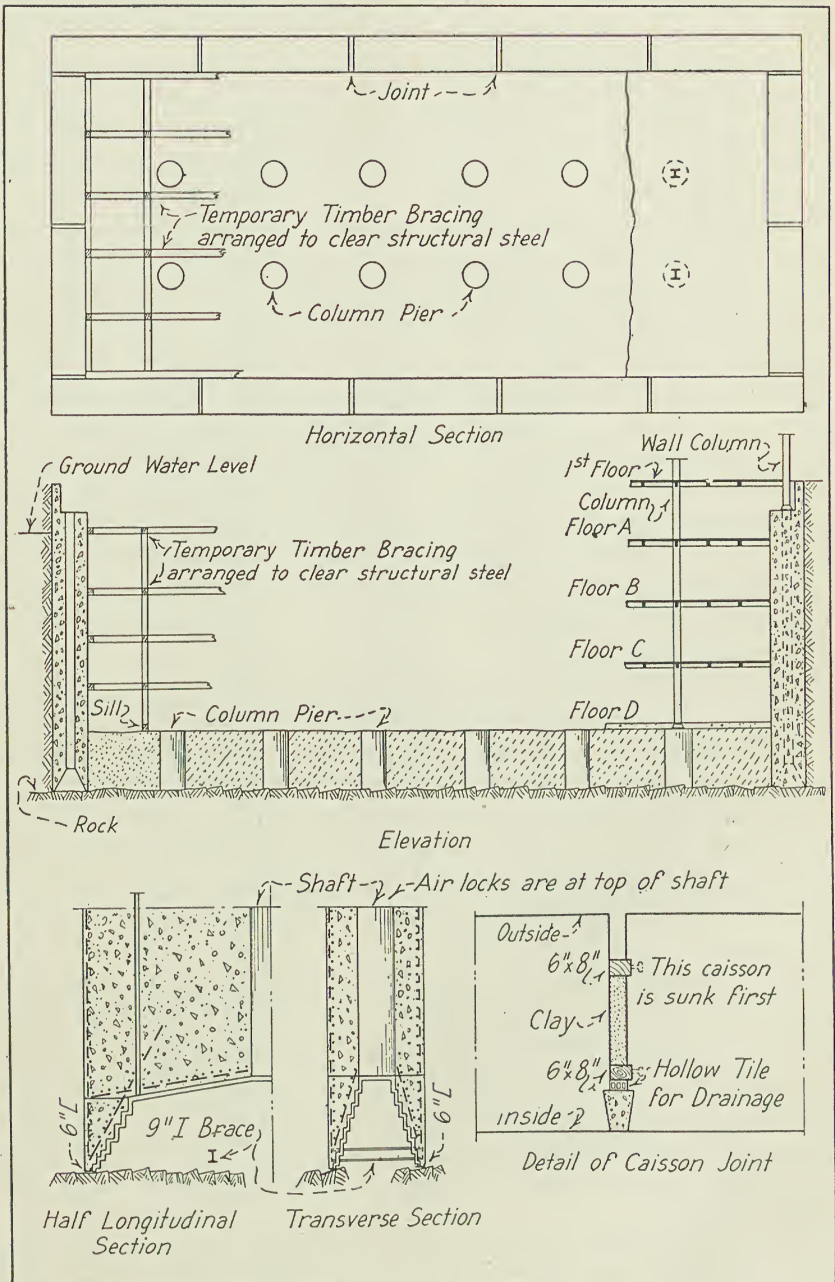 Joint
Temporary Timber Bracing
arranged to clear structural steel
Column Pier
I
I
Horizontal Section
Ground Water Level
1st Floor
Wall Column
Column
Floor A
Temporary Timber Bracing
arranged to clear structural steel
Floor B
Floor C
Sill
Column Pier
Floor D
Rock
Elevation
Shaft
Air locks are at top of shaft
Outside
6"x8"
This caisson
is sunk first
Clay
6"x8"
Hollow Tile
for Drainage
inside
9" I Brace
I
Detail of Caisson Joint
Half Longitudinal
Section
Transverse Section